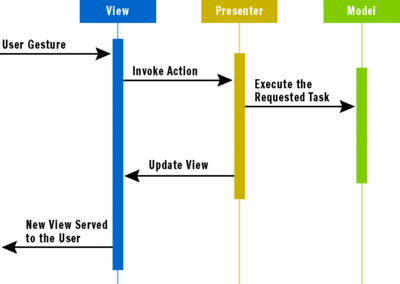 View
Presenter
Model
User Gesture
Invoke Action
Execute the
Requested Task
Update View
New View Served
to the User